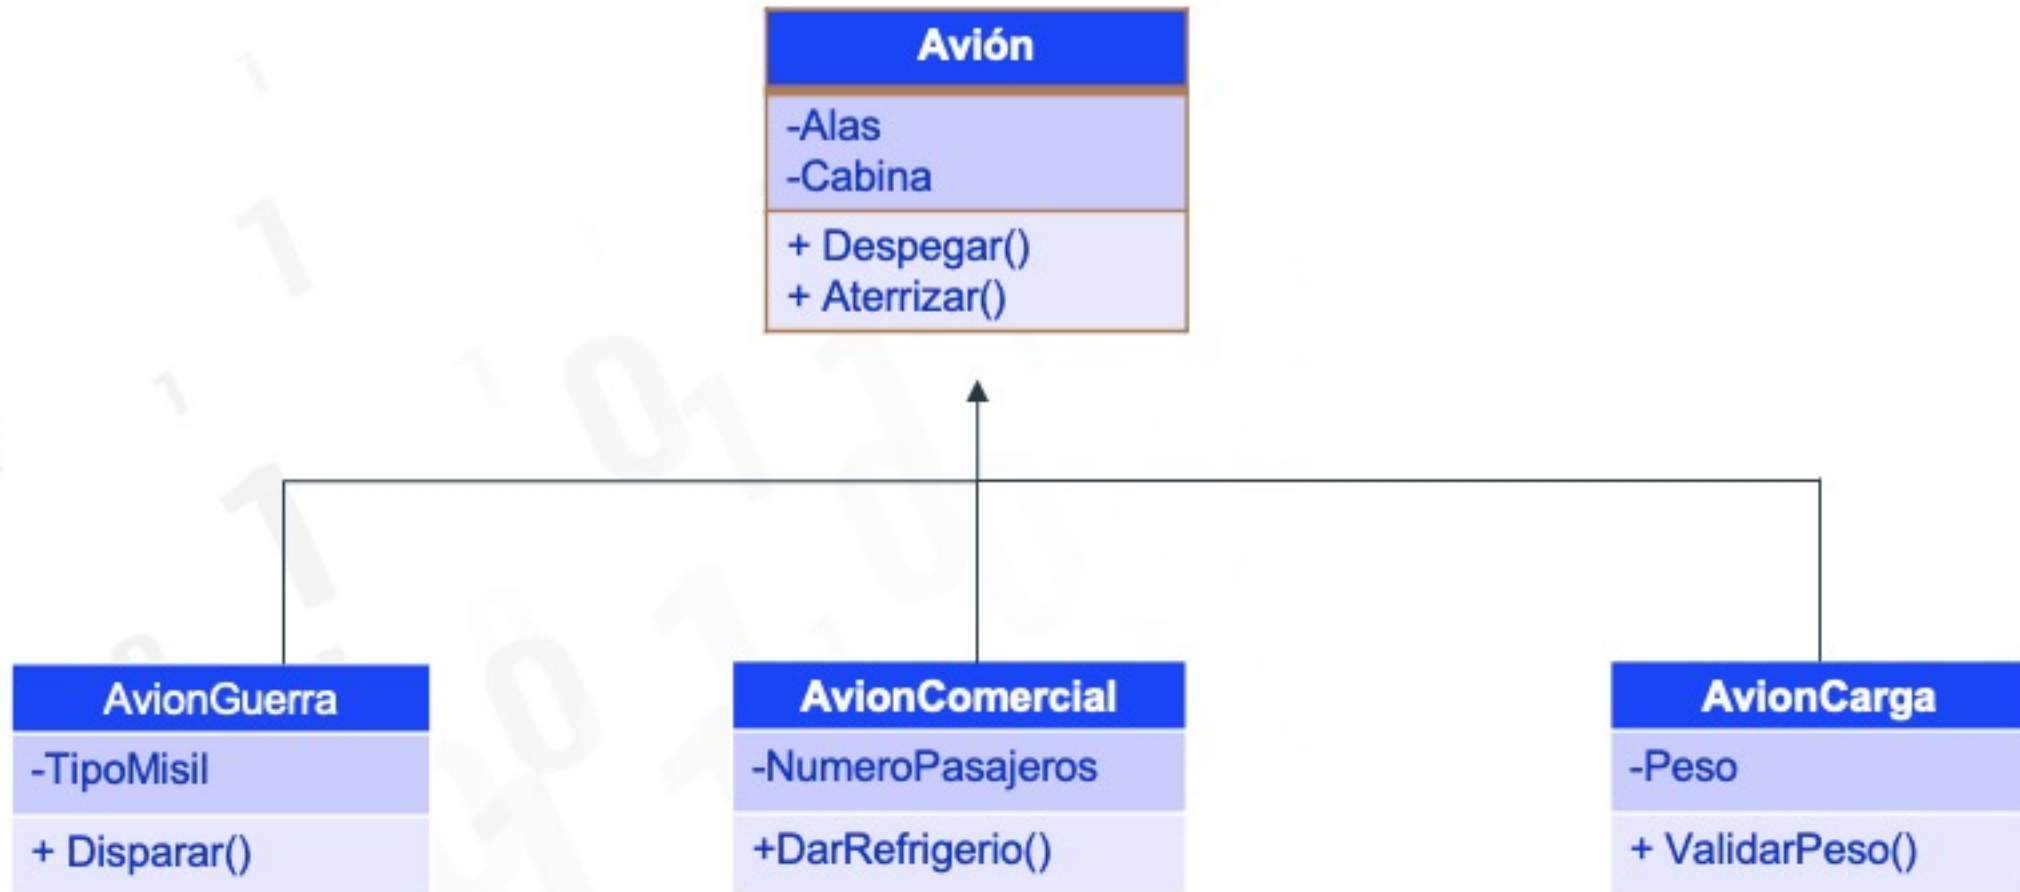 Avión
-Alas
-Cabina
+ Despegar()
+ Aterrizar()
AvionGuerra
-TipoMisil
+ Disparar()
AvionComercial
-NumeroPasajeros
+DarRefrigerio()
AvionCarga
-Peso
+ ValidarPeso()